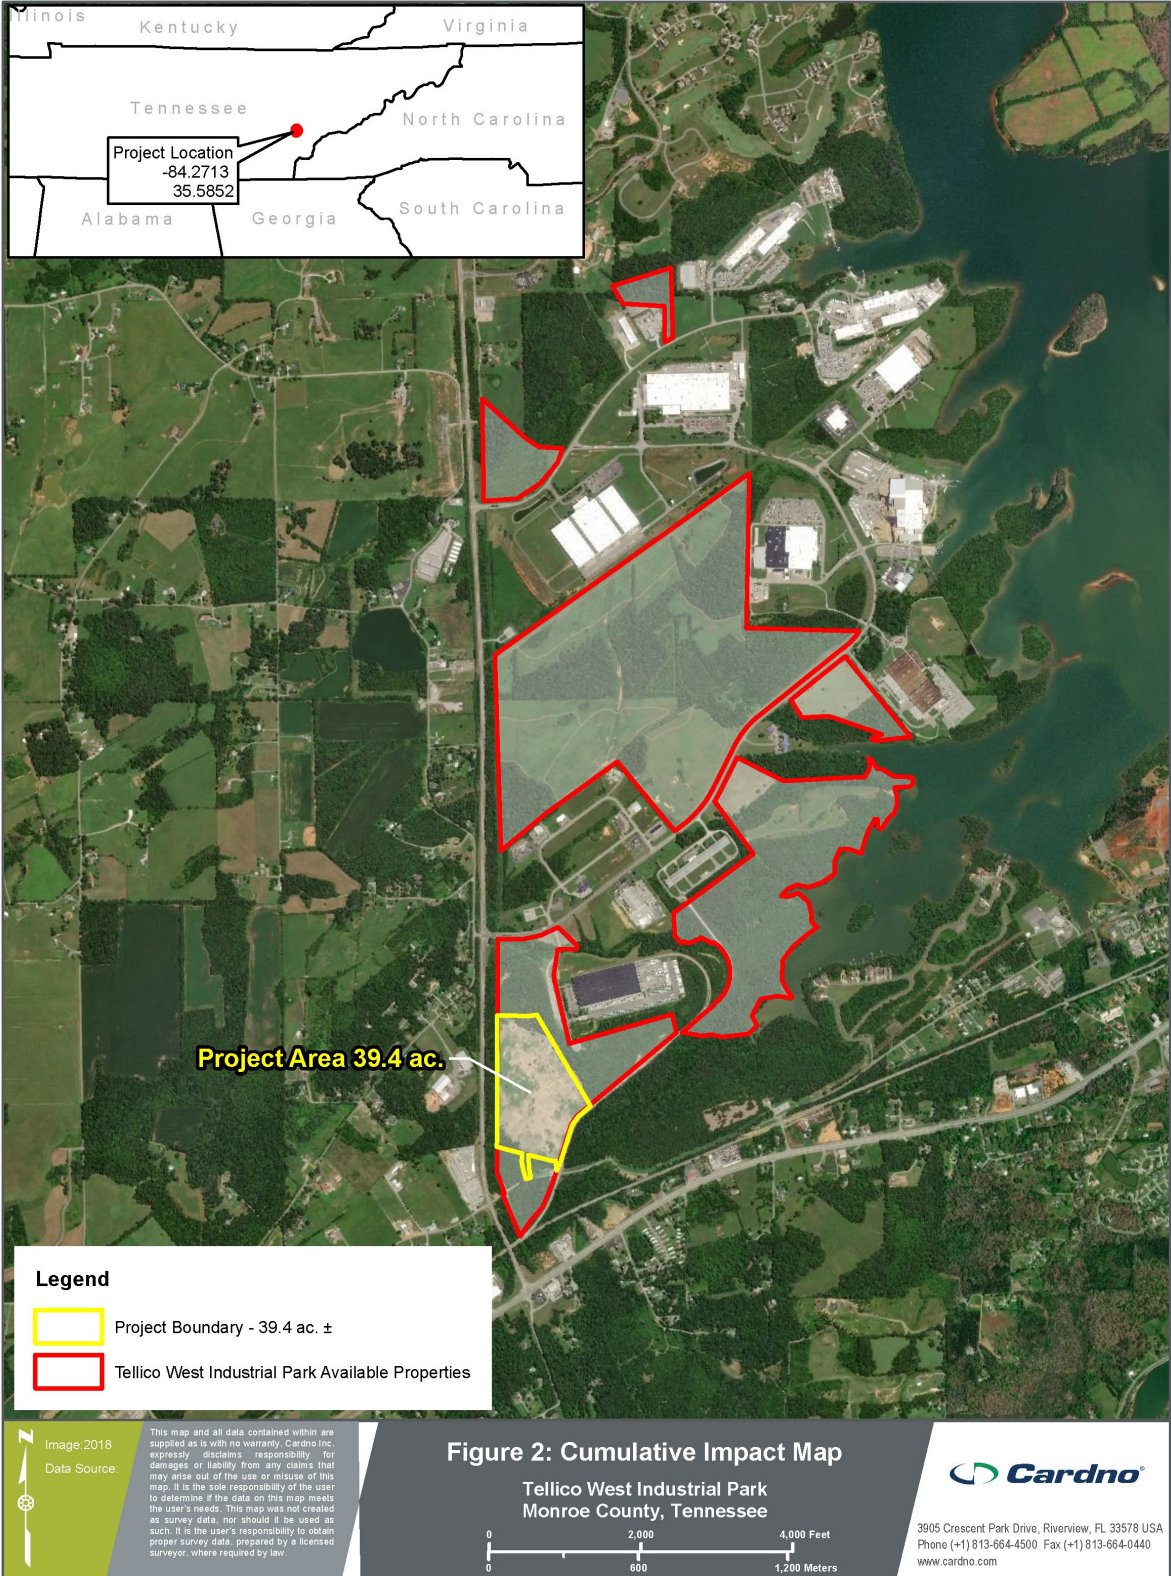 Illinois
Kentucky
Virginia
Tennessee
North Carolina
Project Location
-84.2713
35.5852
Alabama
Georgia
South Carolina
Project Area 39.4 ac.
Legend
Project Boundary - 39.4 ac. ±
Tellico West Industrial Park Available Properties
N
Image:2018
Data Source:
This map and all data contained within are
supplied as is with no warranty. Cardno Inc.
expressly disclaims responsibility for
damages or liability from any claims that
may arise out of the use or misuse of this
map. It is the sole responsibility of the user
to determine if the data on this map meets
the user's needs. This map was not created
as survey data, nor should it be used as
such. It is the user's responsibility to obtain
proper survey data, prepared by a licensed
surveyor, where required by law.
Figure 2: Cumulative Impact Map
Tellico West Industrial Park
Monroe County, Tennessee
0 2,000 4,000 Feet
0 600 1,200 Meters
Cardno®
3905 Crescent Park Drive, Riverview, FL 33578 USA
Phone (+1) 813-664-4500 Fax (+1) 813-664-0440
www.cardno.com